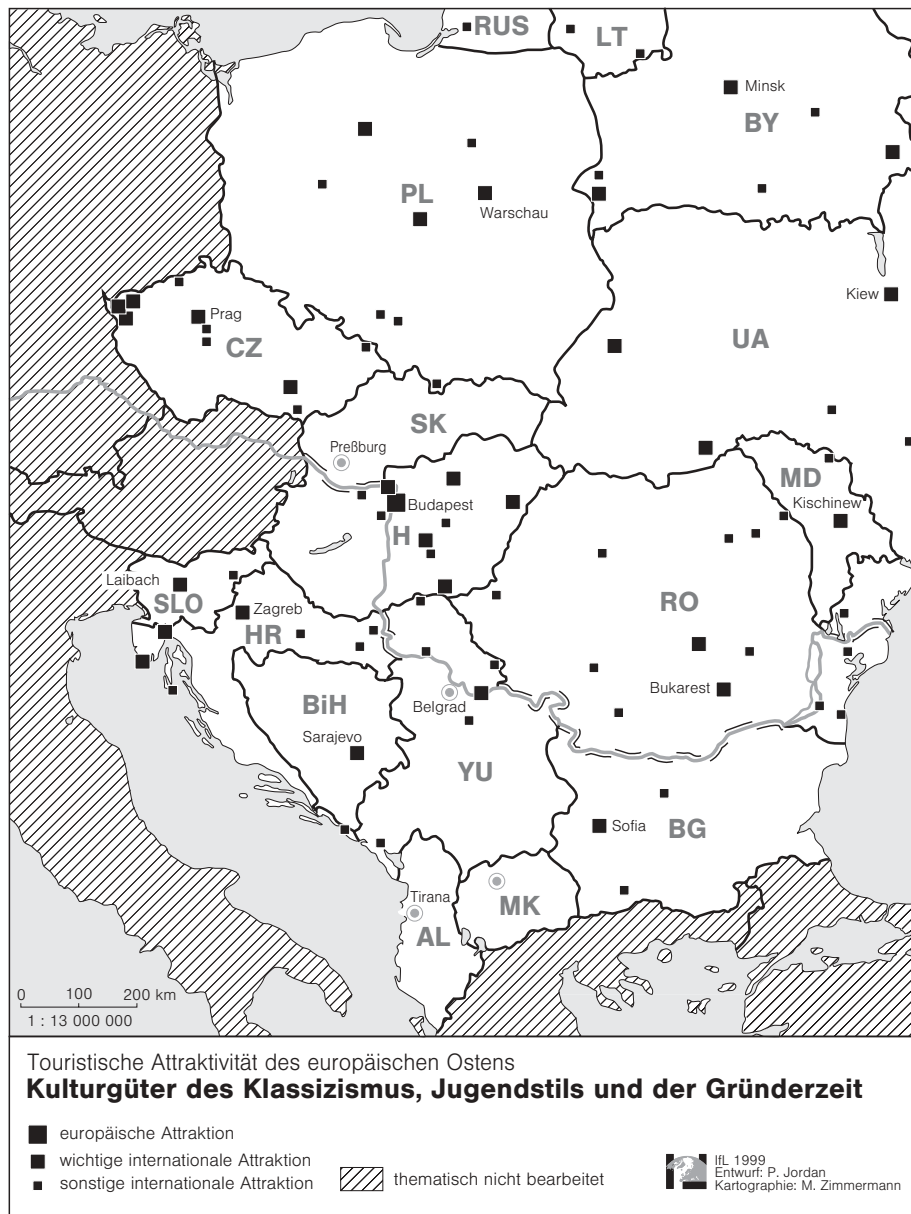 RUS
LT
Minsk
BY
PL
Warschau
Kiew
Prag
CZ
UA
SK
Preßburg
MD
Kischinew
Budapest
H
Laibach
SLO
Zagreb
HR
RO
Bukarest
BiH
Belgrad
Sarajevo
YU
Sofia
BG
Tirana
MK
AL
0 100 200 km
1 : 13 000 000
Touristische Attraktivität des europäischen Ostens
Kulturgüter des Klassizismus, Jugendstils und der Gründerzeit
europäische Attraktion
wichtige internationale Attraktion
sonstige internationale Attraktion
thematisch nicht bearbeitet
IfL 1999
Entwurf: P. Jordan
Kartographie: M. Zimmermann